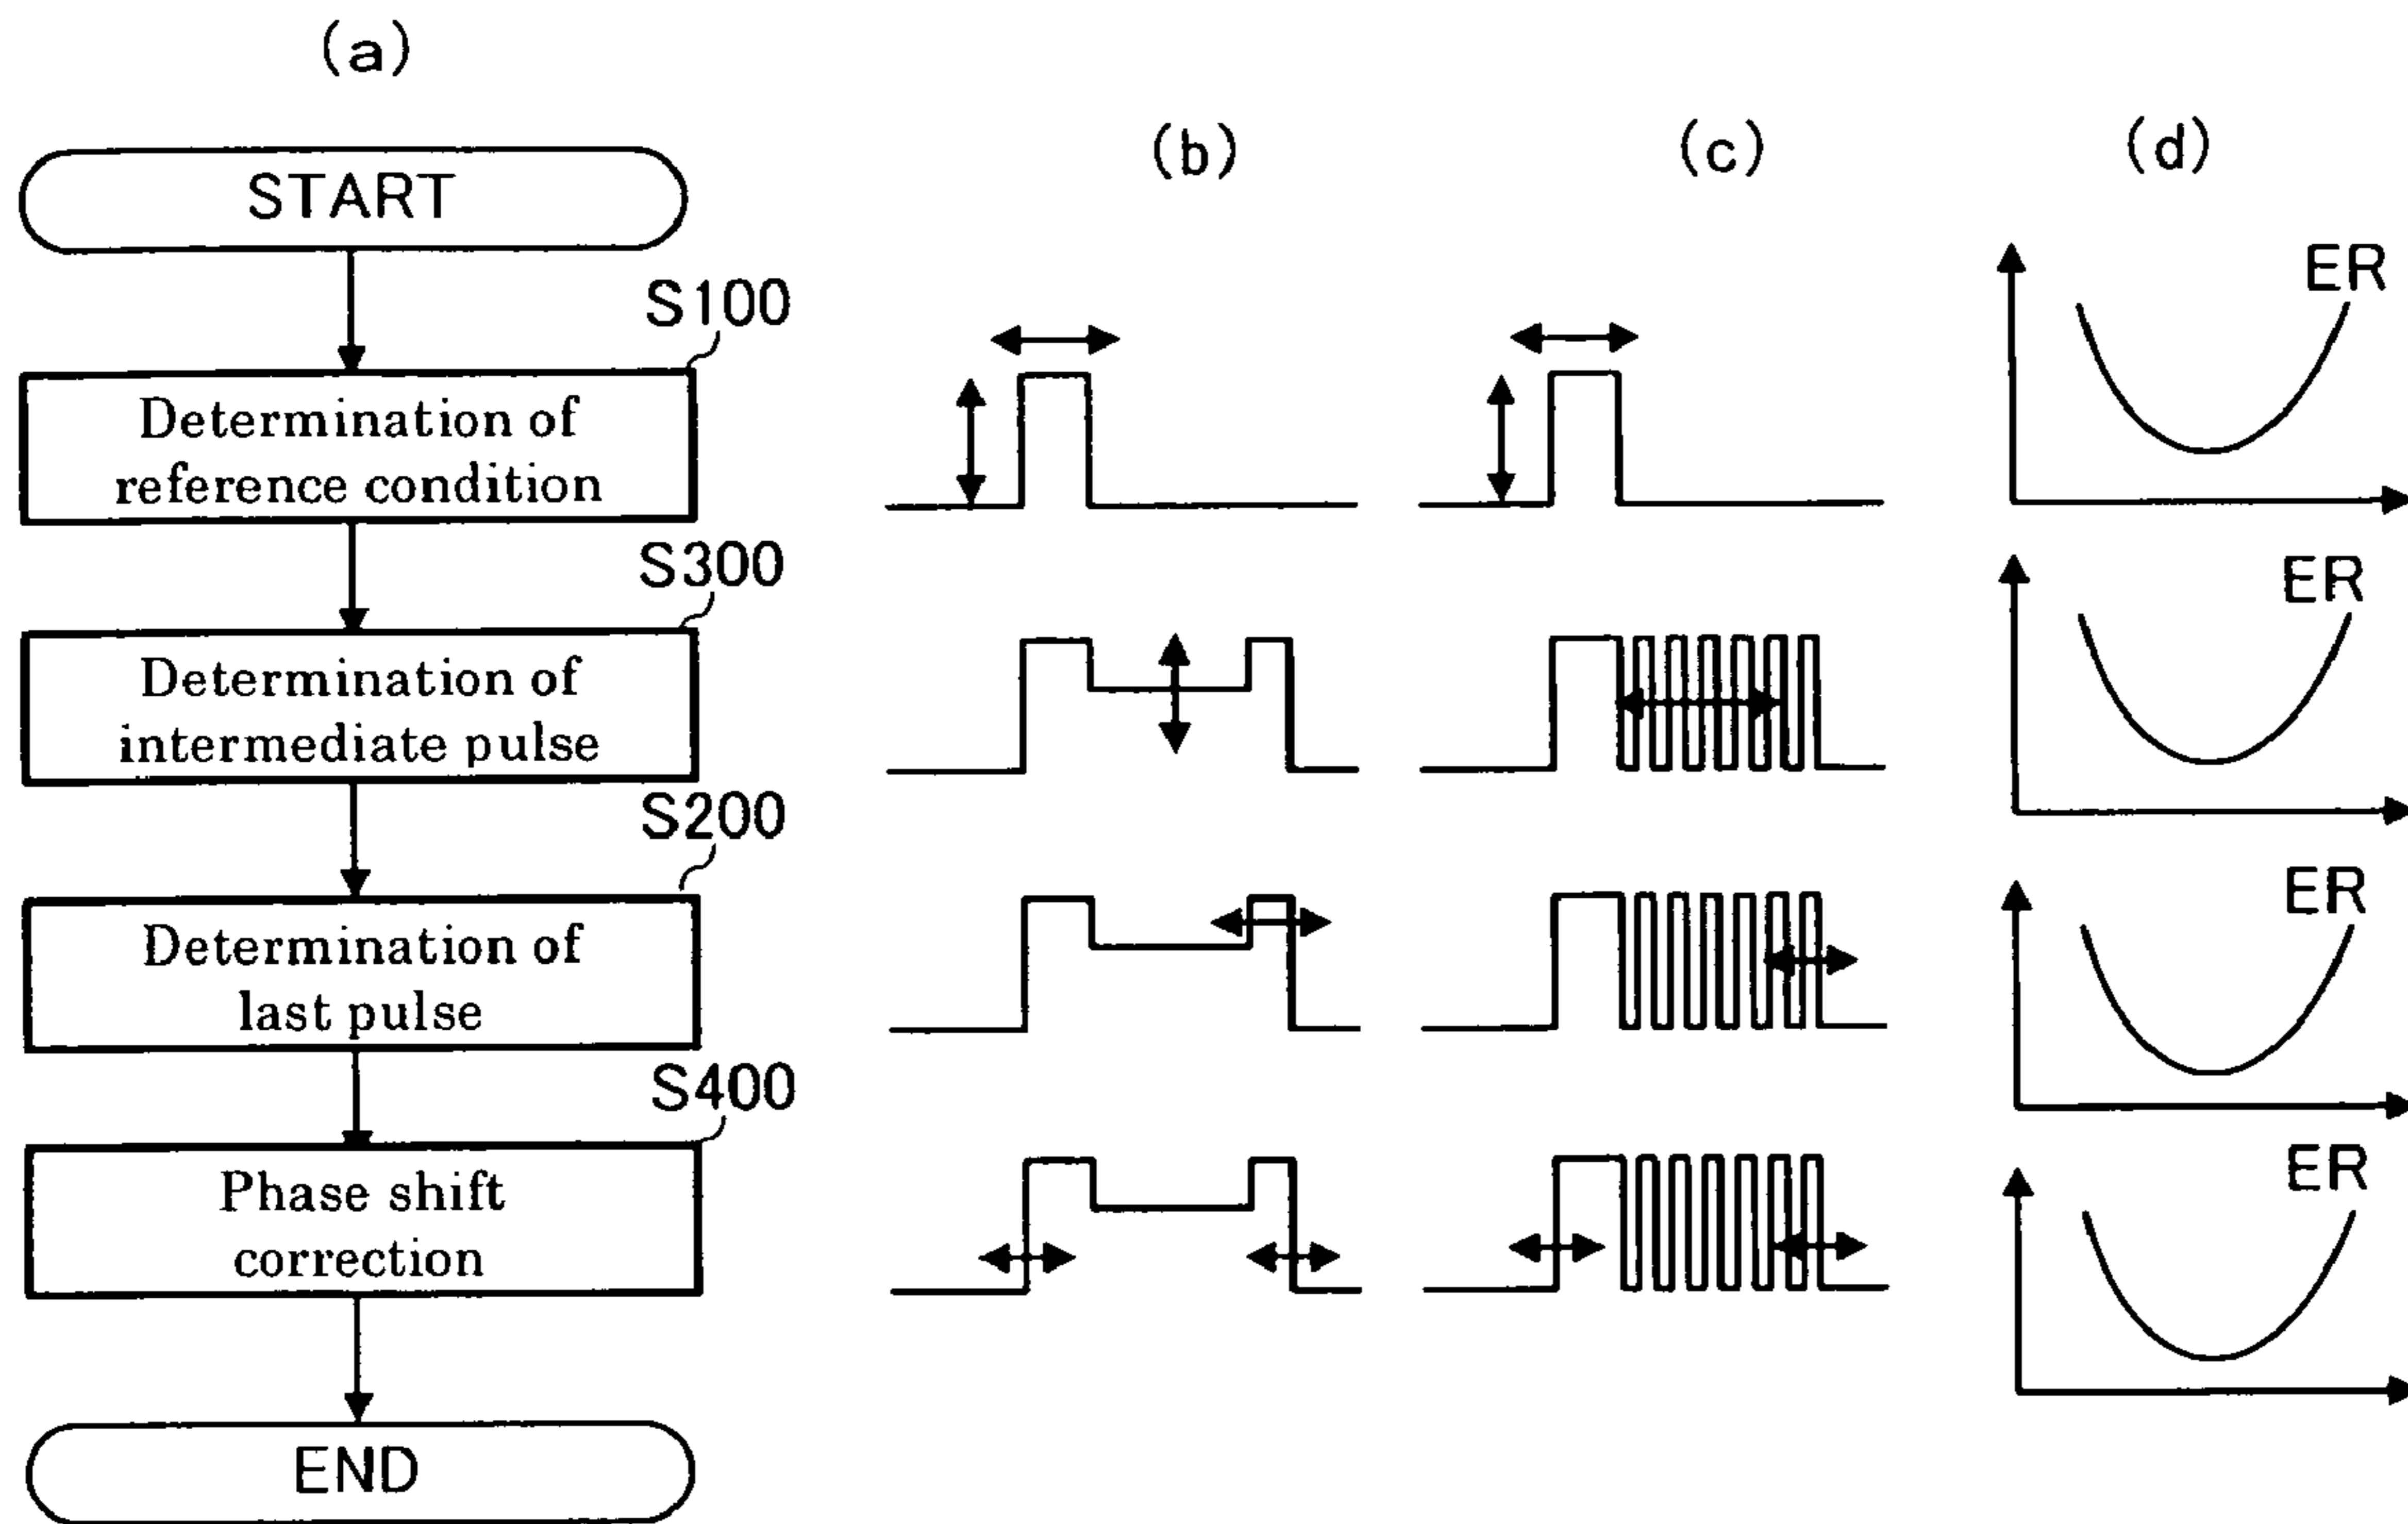 (a)
(b)
(c)
(d)
START
S100
Determination of
reference condition
ER
S300
Determination of
intermediate pulse
ER
S200
Determination of
last pulse
ER
S400
Phase shift
correction
ER
END